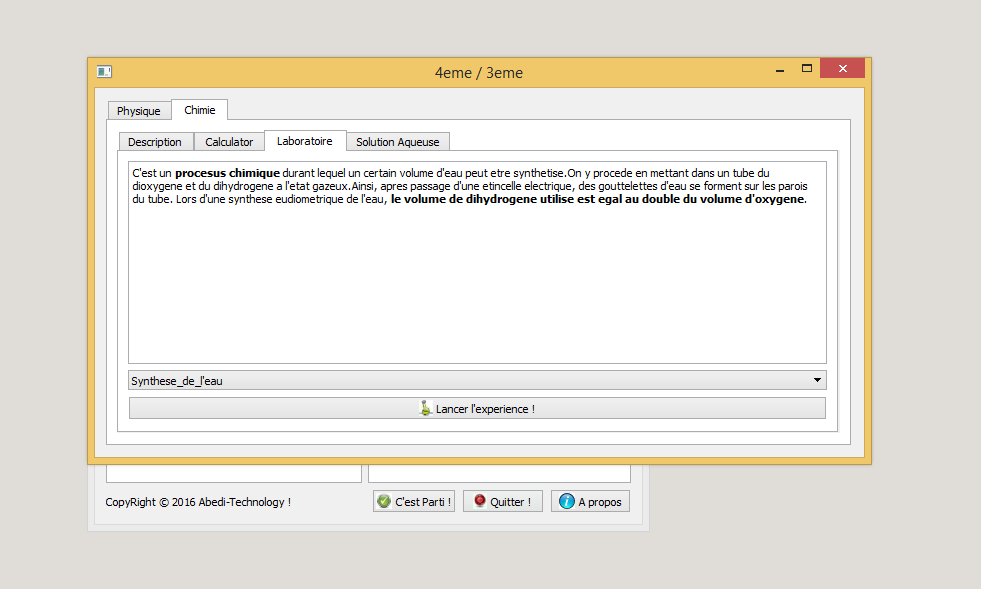 4eme / 3eme
Physique Chimie
Description Calculator Laboratoire Solution Aqueuse
C'est un procesus chimique durant lequel un certain volume d'eau peut etre synthetise.On y procede en mettant dans un tube du
dioxygene et du dihydrogene a l'etat gazeux.Ainsi, apres passage d'une etincelle electrique, des gouttelettes d'eau se forment sur les parois
du tube. Lors d'une synthese eudiometrique de l'eau, le volume de dihydrogene utilise est egal au double du volume d'oxygene.
Synthese_de_l'eau
Lancer l'experience !
CopyRight © 2016 Abedi-Technology ! C'est Parti ! Quitter ! A propos